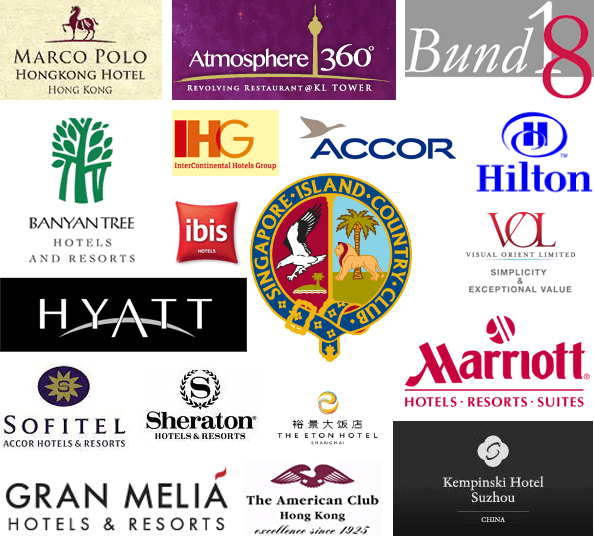 MARCO POLO
HONGKONG HOTEL
HONG KONG
Atmosphere 360°
REVOLVING RESTAURANT@KL TOWER
Bund18
BANYAN TREE
HOTELS
AND RESORTS
IHG
InterContinental Hotels Group
ACCOR
Hilton
TM
ibis
HOTELS
SINGAPORE·ISLAND·COUNTRY·CLUB·
VOL
VISUAL ORIENT LIMITED
SIMPLICITY
&
EXCEPTIONAL VALUE
HYATT
Marriott®
HOTELS·RESORTS·SUITES
S
SOFITEL
ACCOR HOTELS & RESORTS
S
Sheraton®
HOTELS & RESORTS
裕景大饭店
THE ETON HOTEL
SHANGHAI
Kempinski Hotel
Suzhou
CHINA
GRAN MELIÁ
HOTELS & RESORTS
The American Club
Hong Kong
excellence since 1925